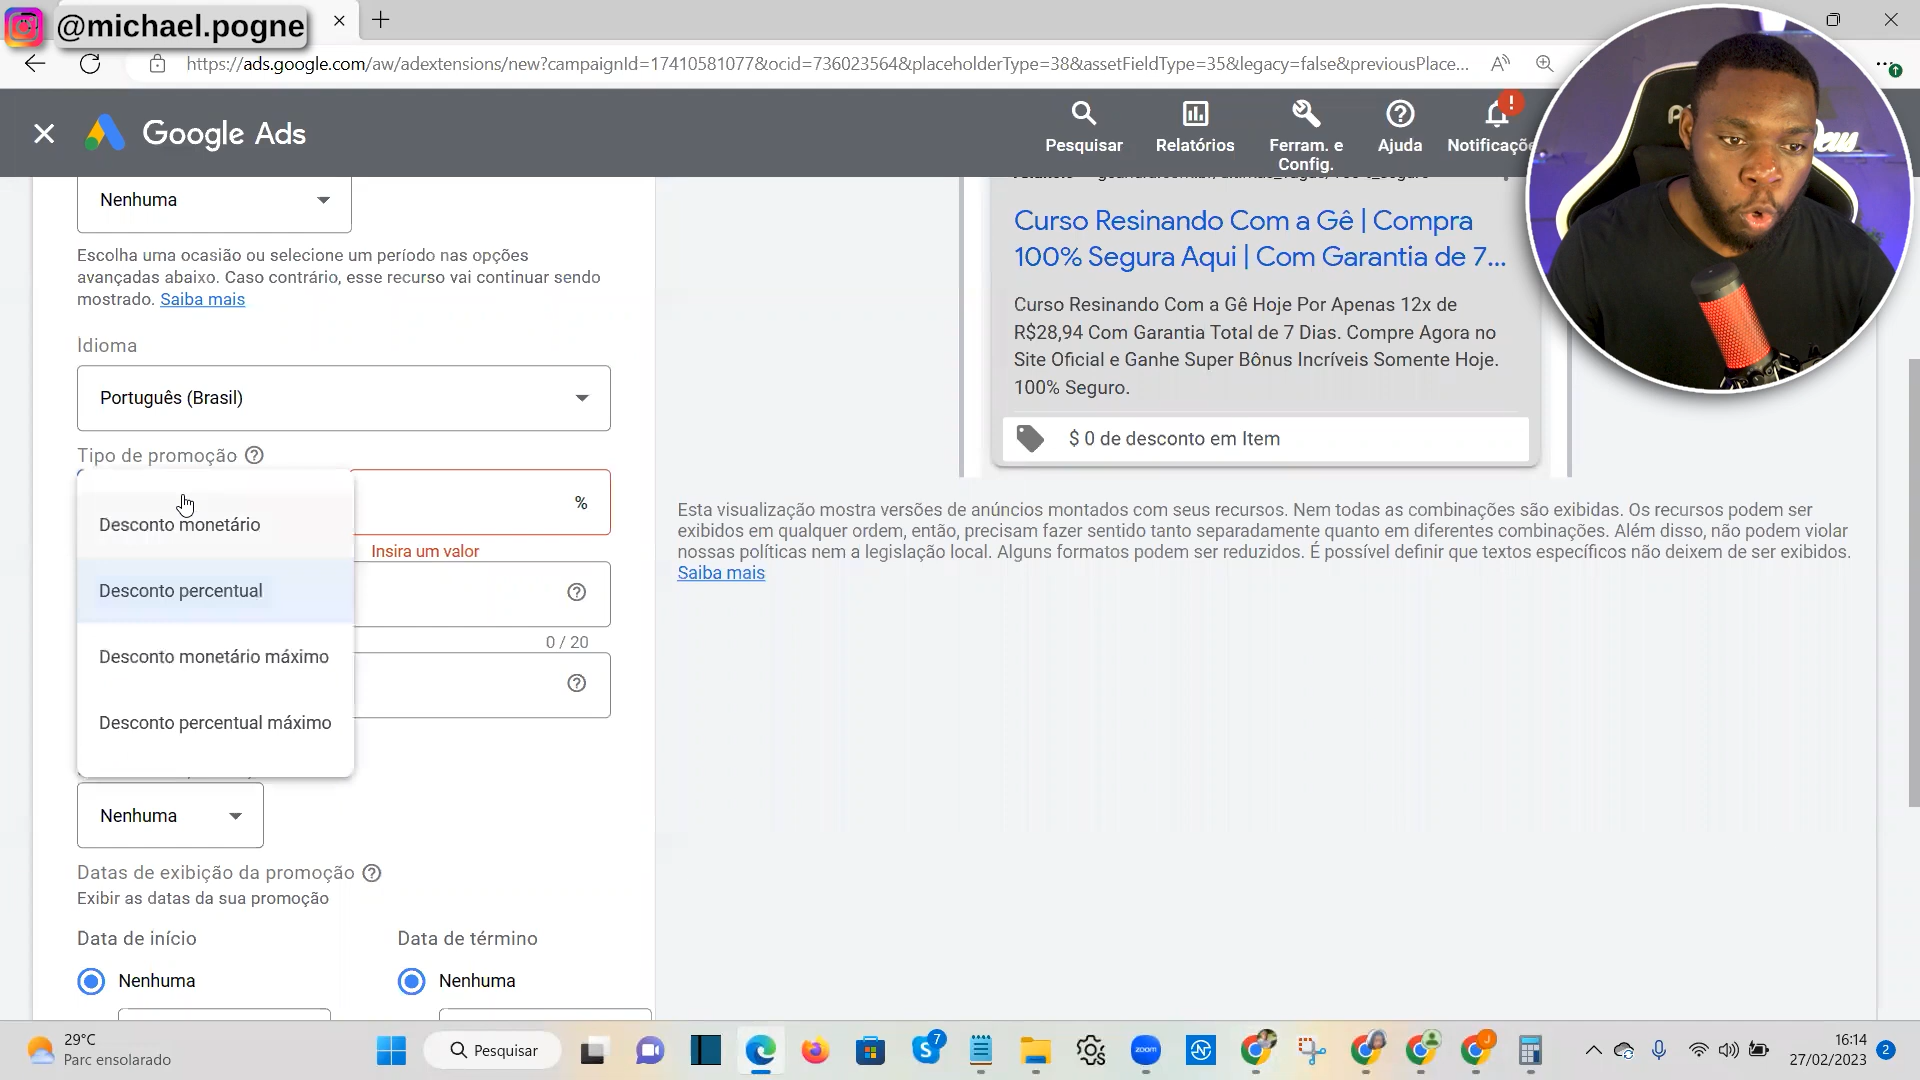 @michael.pogne
https://ads.google.com/aw/adextensions/new?campaignId=17410581077&ocid=736023564&placeholderType=38&assetFieldType=35&legacy=false&previousPlace...
Google Ads
Pesquisar
Relatórios
Ferram. e
Config.
Ajuda
Notificaçõe
Nenhuma
Escolha uma ocasião ou selecione um período nas opções
avançadas abaixo. Caso contrário, esse recurso vai continuar sendo
mostrado. Saiba mais
Idioma
Português (Brasil)
Tipo de promoção
Desconto monetário
Desconto percentual
Desconto monetário máximo
Desconto percentual máximo
%
Insira um valor
0 / 20
Nenhuma
Datas de exibição da promoção
Exibir as datas da sua promoção
Data de início
Data de término
Nenhuma
Nenhuma
Curso Resinando Com a Gê | Compra
100% Segura Aqui | Com Garantia de 7...
Curso Resinando Com a Gê Hoje Por Apenas 12x de
R$28,94 Com Garantia Total de 7 Dias. Compre Agora no
Site Oficial e Ganhe Super Bônus Incríveis Somente Hoje.
100% Seguro.
$ 0 de desconto em Item
Esta visualização mostra versões de anúncios montados com seus recursos. Nem todas as combinações são exibidas. Os recursos podem ser
exibidos em qualquer ordem, então, precisam fazer sentido tanto separadamente quanto em diferentes combinações. Além disso, não podem violar
nossas políticas nem a legislação local. Alguns formatos podem ser reduzidos. É possível definir que textos específicos não deixem de ser exibidos.
Saiba mais
29°C
Parc ensolarado
Pesquisar
7
zoom
J
16:14
27/02/2023
2